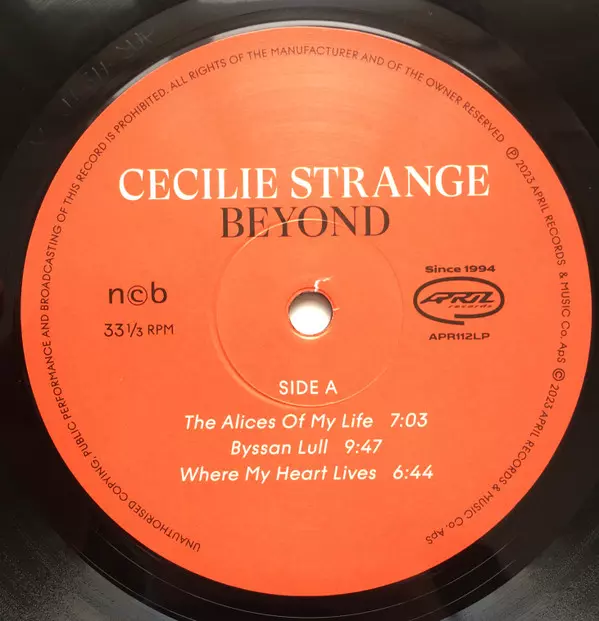 UNAUTHORISED COPYING, PUBLIC PERFORMANCE AND BROADCASTING OF THIS RECORD IS PROHIBITED. ALL RIGHTS OF THE MANUFACTURER AND OF THE OWNER RESERVED ℗ 2023 APRIL RECORDS & MUSIC Co. ApS © 2023 APRIL RECORDS & MUSIC Co. ApS
CECILIE STRANGE
BEYOND
n©b
33 1/3 RPM
Since 1994
APRIL
records
APR112LP
SIDE A
The Alices Of My Life 7:03
Byssan Lull 9:47
Where My Heart Lives 6:44